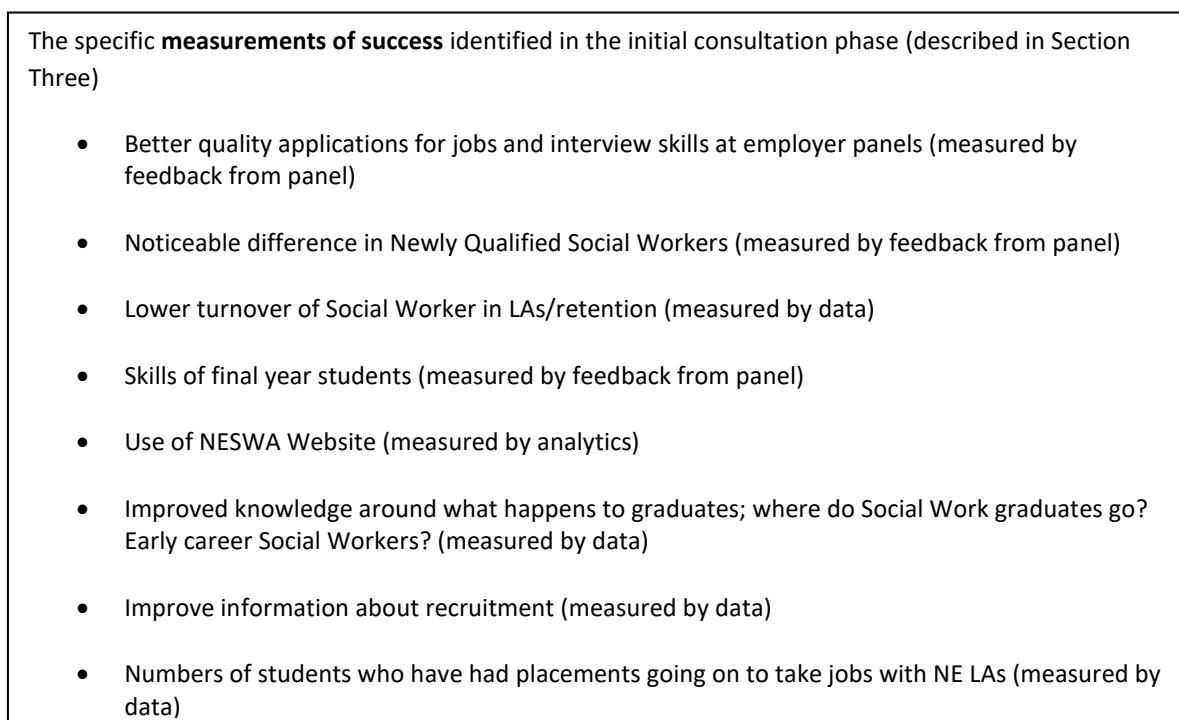 The specific measurements of success identified in the initial consultation phase (described in Section
Three)
• Better quality applications for jobs and interview skills at employer panels (measured by
feedback from panel)
• Noticeable difference in Newly Qualified Social Workers (measured by feedback from panel)
• Lower turnover of Social Worker in LAs/retention (measured by data)
• Skills of final year students (measured by feedback from panel)
• Use of NESWA Website (measured by analytics)
• Improved knowledge around what happens to graduates; where do Social Work graduates go?
Early career Social Workers? (measured by data)
• Improve information about recruitment (measured by data)
• Numbers of students who have had placements going on to take jobs with NE LAs (measured by
data)